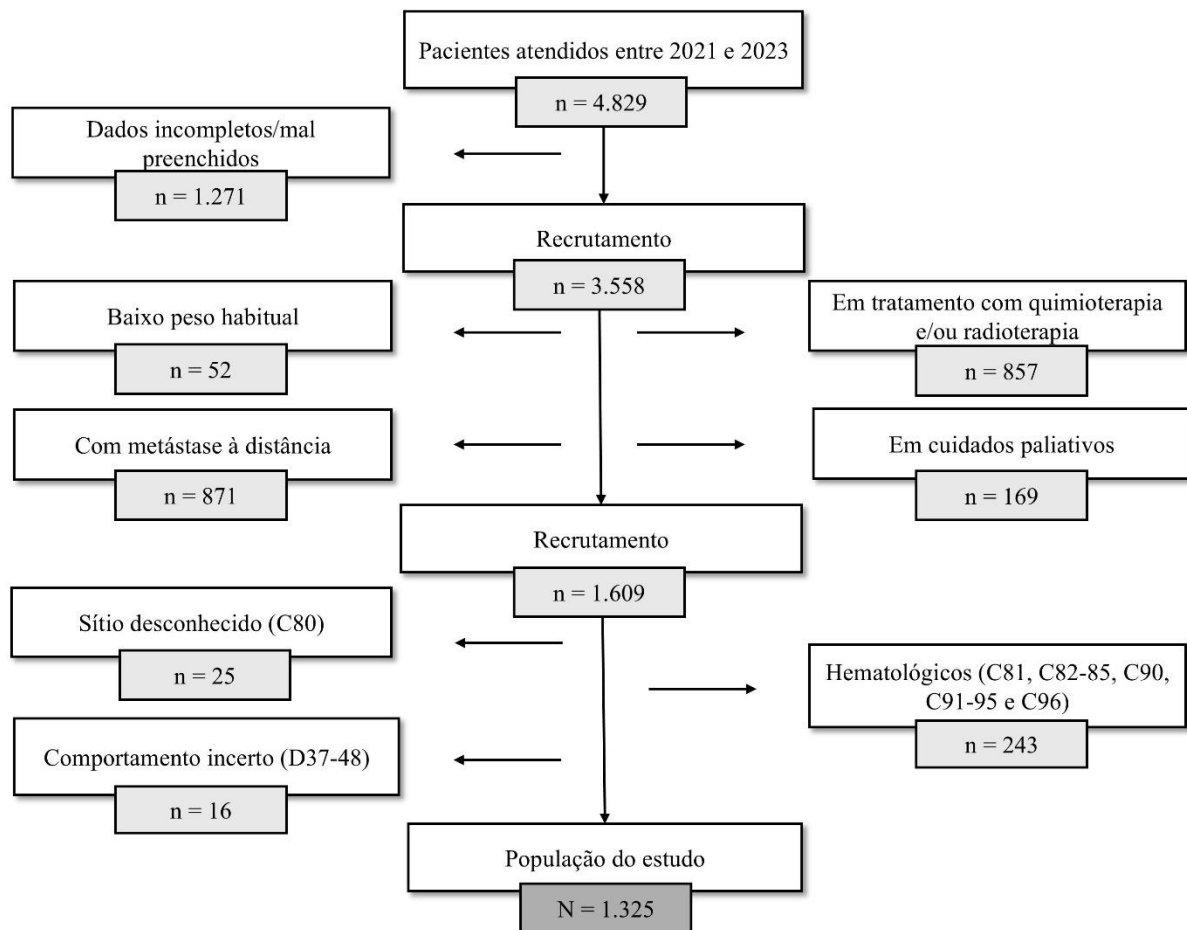 Pacientes atendidos entre 2021 e 2023
n = 4.829
Dados incompletos/mal
preenchidos
n = 1.271
Recrutamento
n = 3.558
Baixo peso habitual
n = 52
Em tratamento com quimioterapia
e/ou radioterapia
n = 857
Com metástase à distância
n = 871
Em cuidados paliativos
n = 169
Recrutamento
n = 1.609
Sítio desconhecido (C80)
n = 25
Hematológicos (C81, C82-85, C90,
C91-95 e C96)
n = 243
Comportamento incerto (D37-48)
n = 16
População do estudo
N = 1.325